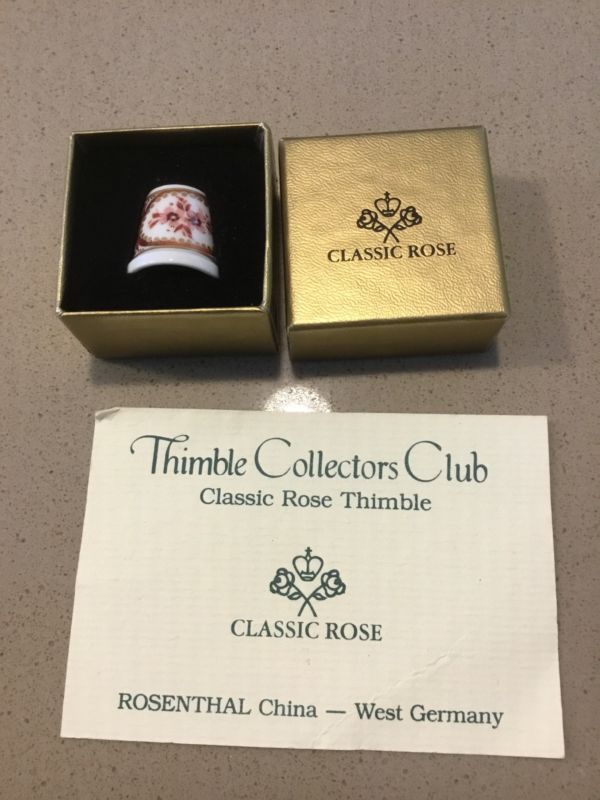 CLASSIC ROSE
Thimble Collectors Club
Classic Rose Thimble
CLASSIC ROSE
ROSENTHAL China — West Germany